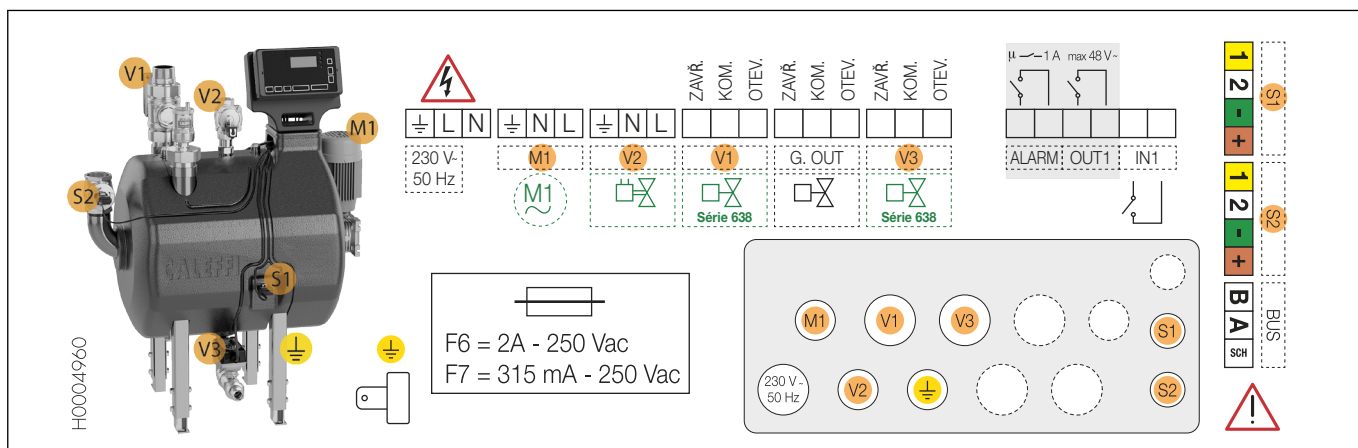 V1
V2
M1
S2
CALEFFI
S1
V3
H0004960
L N
N L
N L
ZAVŘ.
KOM.
OTEV.
ZAVŘ.
KOM.
OTEV.
ZAVŘ.
KOM.
OTEV.
230 V~
50 Hz
M1
V2
V1
G. OUT
V3
M1
Série 638
Série 638
µ 1 A max 48 V~
ALARM OUT1 IN1
F6 = 2A - 250 Vac
F7 = 315 mA - 250 Vac
M1 V1 V3
S1
230 V~
50 Hz
V2
S2
1 2 - +
S1
1 2 - +
S2
B A SCH
BUS
!